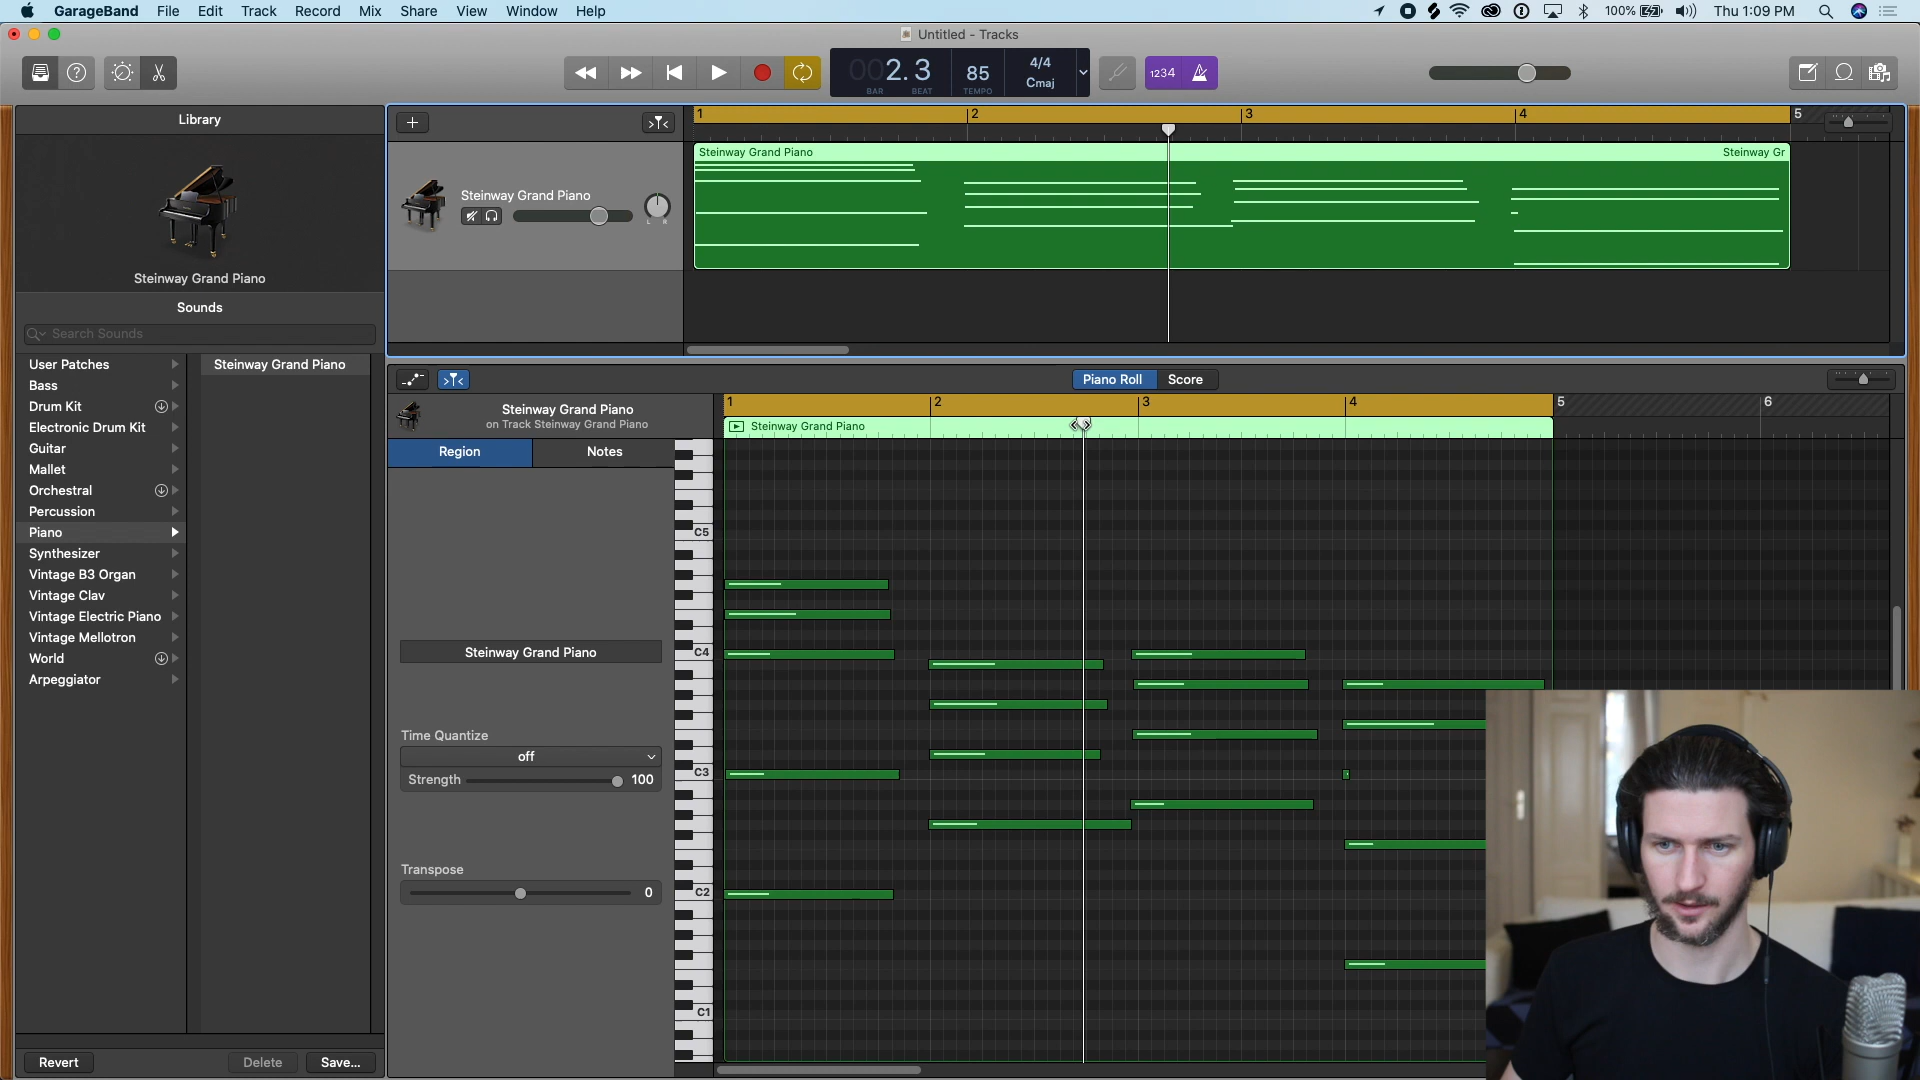 GarageBand File Edit Track Record Mix Share View Window Help
100% Thu 1:09 PM
Untitled - Tracks
002.3 85 4/4
Cmaj
BAR BEAT TEMPO
1234
Library
Steinway Grand Piano
Sounds
Search Sounds
User Patches
Bass
Drum Kit
Electronic Drum Kit
Guitar
Mallet
Orchestral
Percussion
Piano
Synthesizer
Vintage B3 Organ
Vintage Clav
Vintage Electric Piano
Vintage Mellotron
World
Arpeggiator
Steinway Grand Piano
Revert Delete Save...
1 2 3 4 5
Steinway Grand Piano
L R
Steinway Grand Piano Steinway Gr
Piano Roll Score
Steinway Grand Piano
on Track Steinway Grand Piano
Region Notes
Steinway Grand Piano
Time Quantize
off
Strength 100
Transpose
0
1 2 3 4 5 6
Steinway Grand Piano
C5
C4
C3
C2
C1